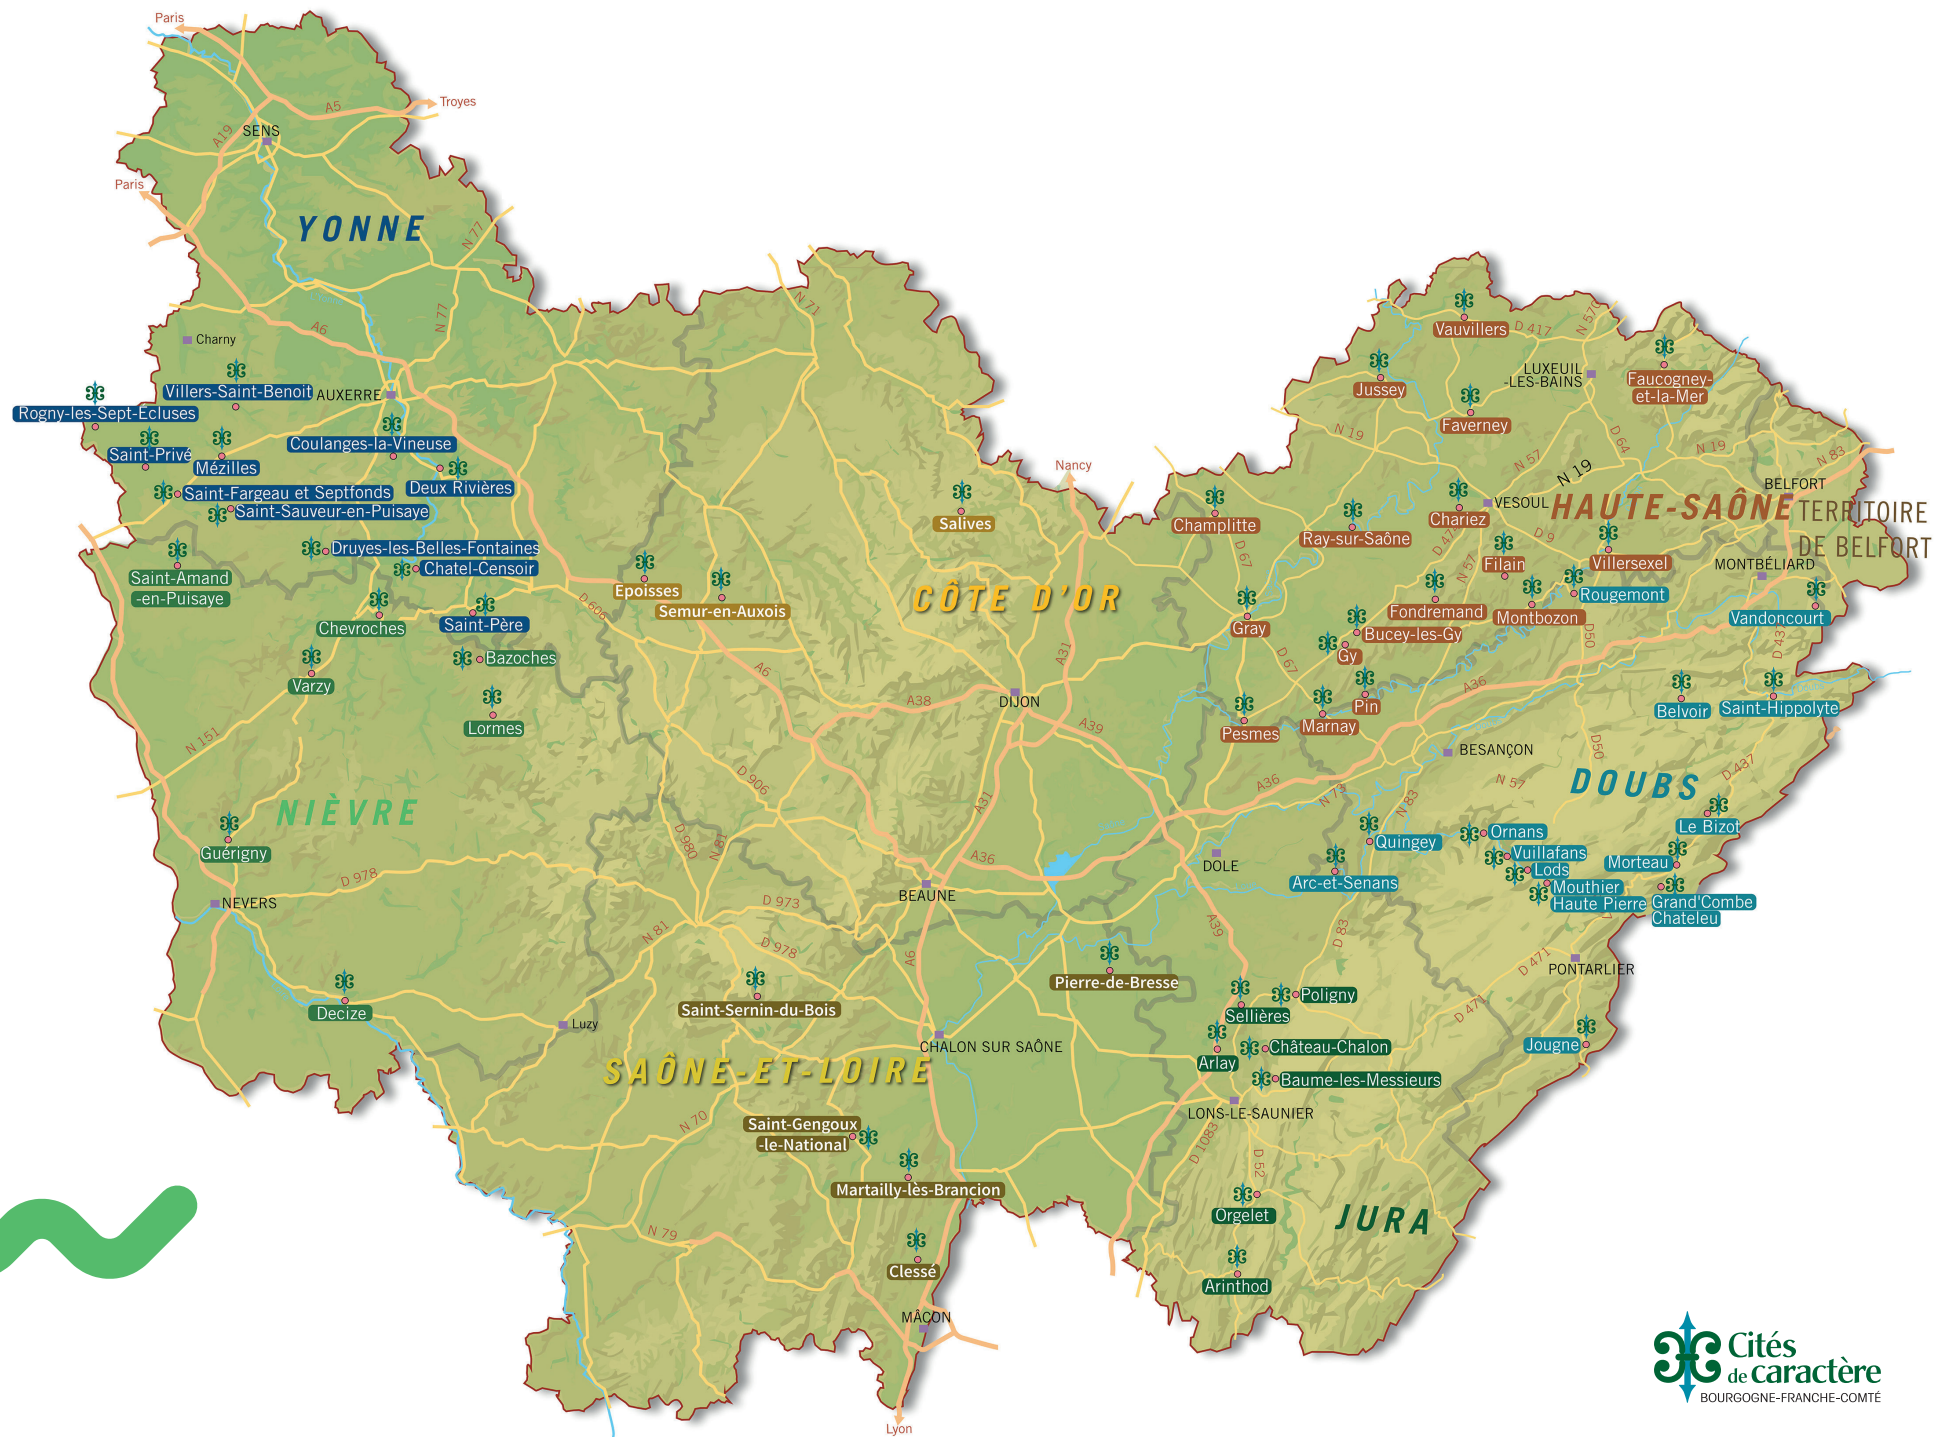 Paris
Troyes
A5
A19
SENS
Paris
YONNE
N 77
N 77
A6
Charny
Villers-Saint-Benoit
AUXERRE
Rogny-les-Sept-Ecluses
Coulanges-la-Vineuse
Saint-Privé
Mézilles
Saint-Fargeau et Septfonds
Deux Rivières
Saint-Sauveur-en-Puisaye
Druyes-les-Belles-Fontaines
Chatel-Censoir
Saint-Amand
-en-Puisaye
Chevroches
Saint-Père
Bazoches
Varzy
Lormes
N 151
NIÈVRE
Guérigny
D 978
NEVERS
Decize
Luzy
N 71
Nancy
Salives
Epoisses
Semur-en-Auxois
CÔTE D'OR
D 606
A6
A31
A38
DIJON
A39
D 906
D 980
N 81
A31
A36
BEAUNE
D 973
N 81
D 978
A6
Pierre-de-Bresse
Saint-Sernin-du-Bois
CHALON SUR SAÔNE
SAÔNE-ET-LOIRE
N 70
Saint-Gengoux
-le-National
Martailly-lès-Brancion
N 79
Clessé
MÂCON
Lyon
Vauvillers
D 417
N 570
LUXEUIL
-LES-BAINS
Faucogney-
et-la-Mer
Jussey
Faverney
N 19
D 64
N 57
N 19
N 19
N 83
BELFORT
Champlitte
Chariez
VESOUL
HAUTE-SAÔNE
TERRITOIRE
DE BELFORT
Ray-sur-Saône
D 474
D 9
D 67
Filain
Villersexel
MONTBÉLIARD
N 57
Rougemont
Fondremand
Montbozon
Vandoncourt
Gray
Bucey-les-Gy
D50
D 437
Gy
D 67
Pin
A36
Belvoir
Saint-Hippolyte
Pesmes
Marnay
BESANÇON
D50
D 437
A36
N 57
DOUBS
N 73
N 83
Le Bizot
Quingey
Ornans
DOLE
Vuillafans
Morteau
Arc-et-Senans
Lods
Mouthier
Haute Pierre
Grand'Combe
Chateleu
A39
D 83
D 471
PONTARLIER
Poligny
D 471
Sellières
Jougne
Arlay
Château-Chalon
Baume-les-Messieurs
LONS-LE-SAUNIER
D 1083
D 52
Orgelet
JURA
Arinthod
Cités
de caractère
BOURGOGNE-FRANCHE-COMTÉ